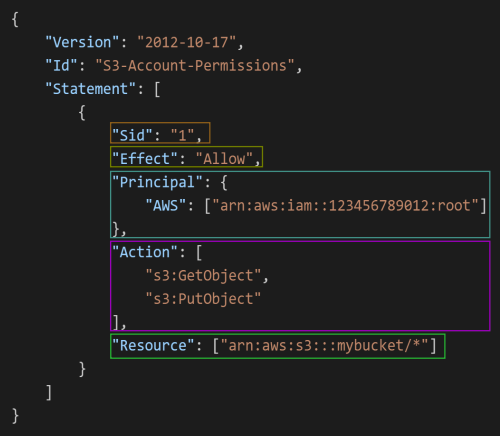 {
"Version": "2012-10-17",
"Id": "S3-Account-Permissions",
"Statement": [
{
"Sid": "1",
"Effect": "Allow",
"Principal": {
"AWS": ["arn:aws:iam::123456789012:root"]
},
"Action": [
"s3:GetObject",
"s3:PutObject"
],
"Resource": ["arn:aws:s3:::mybucket/*"]
}
]
}